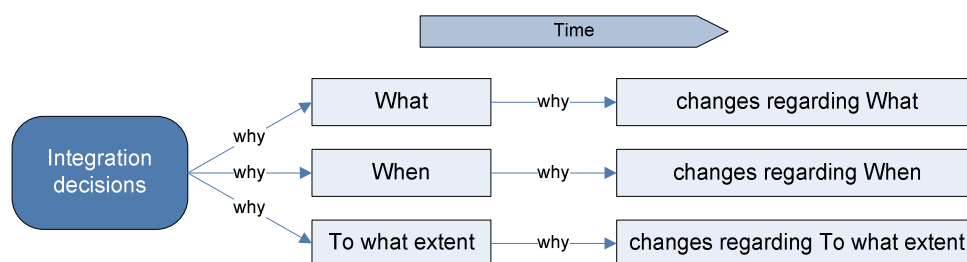 Time
What
why
changes regarding What
why
Integration
decisions
why
When
why
changes regarding When
why
To what extent
why
changes regarding To what extent